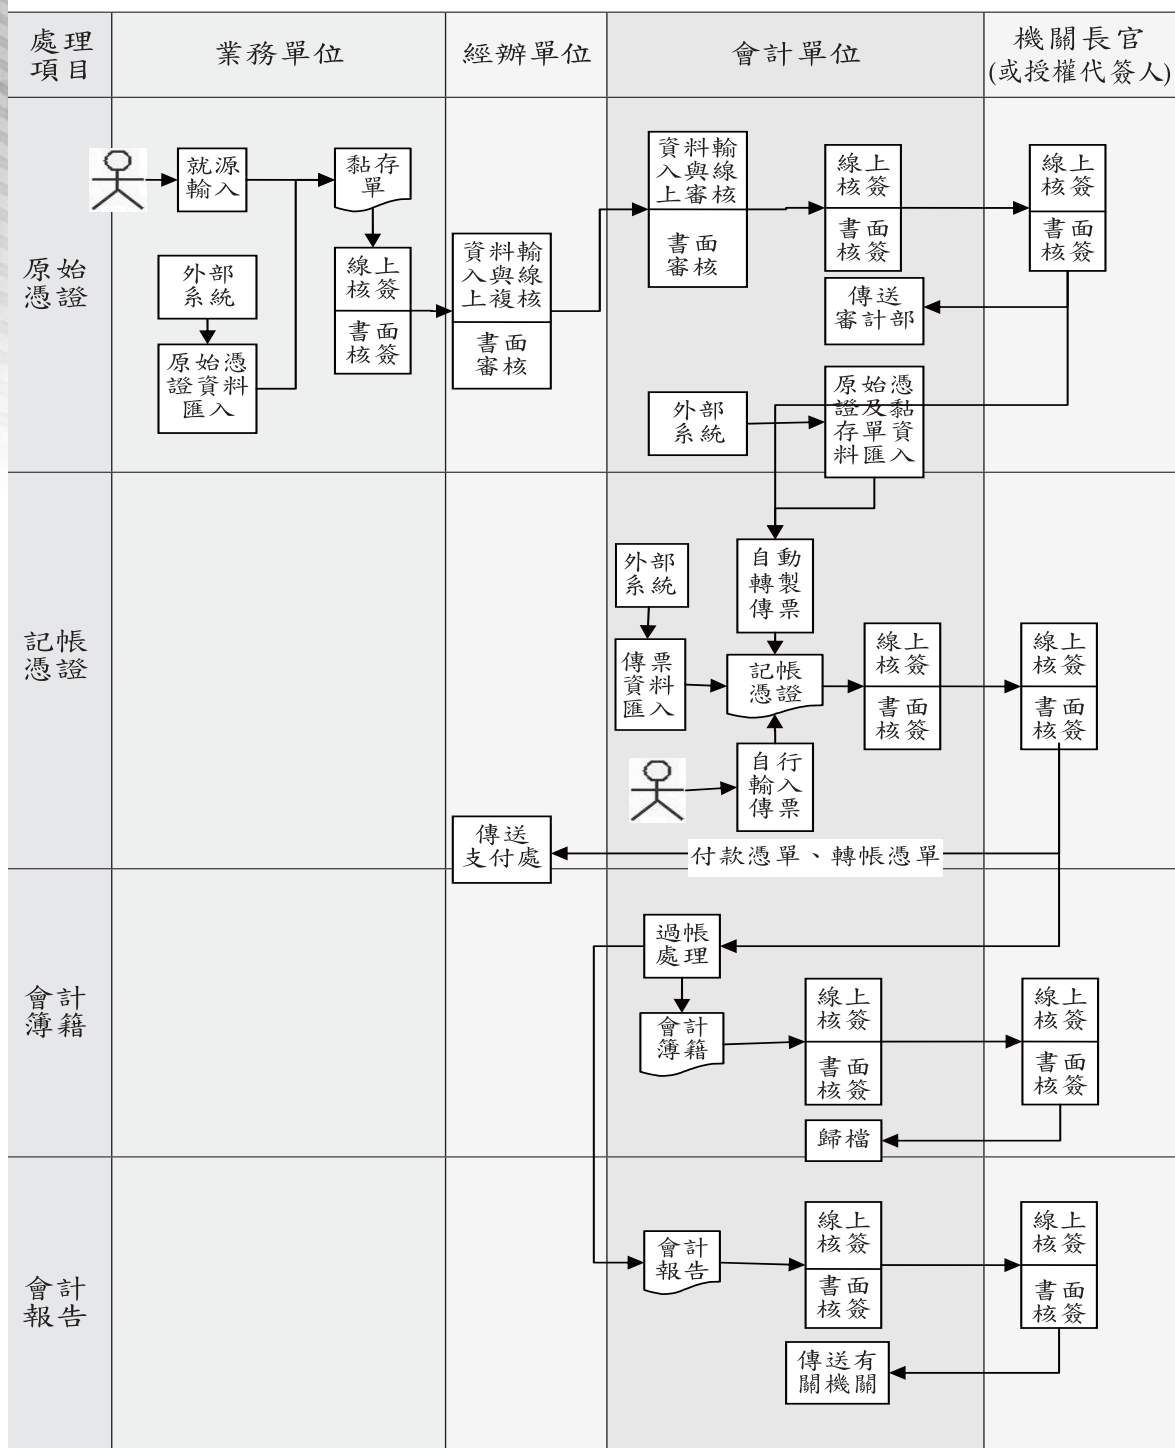 處理
項目
業務單位
經辦單位
會計單位
機關長官
(或授權代簽人)
原始
憑證
就源
輸入
黏存
單
外部
系統
原始憑
證資料
匯入
線上
核簽
書面
核簽
資料輸
入與線
上複核
書面
審核
資料輸
入與線
上審核
書面
審核
線上
核簽
書面
核簽
線上
核簽
書面
核簽
傳送
審計部
外部
系統
原始憑
證及黏
存單資
料匯入
記帳
憑證
外部
系統
自動
轉製
傳票
傳票
資料
匯入
記帳
憑證
線上
核簽
書面
核簽
線上
核簽
書面
核簽
自行
輸入
傳票
傳送
支付處
付款憑單、轉帳憑單
會計
簿籍
過帳
處理
會計
簿籍
線上
核簽
書面
核簽
線上
核簽
書面
核簽
歸檔
會計
報告
會計
報告
線上
核簽
書面
核簽
線上
核簽
書面
核簽
傳送有
關機關